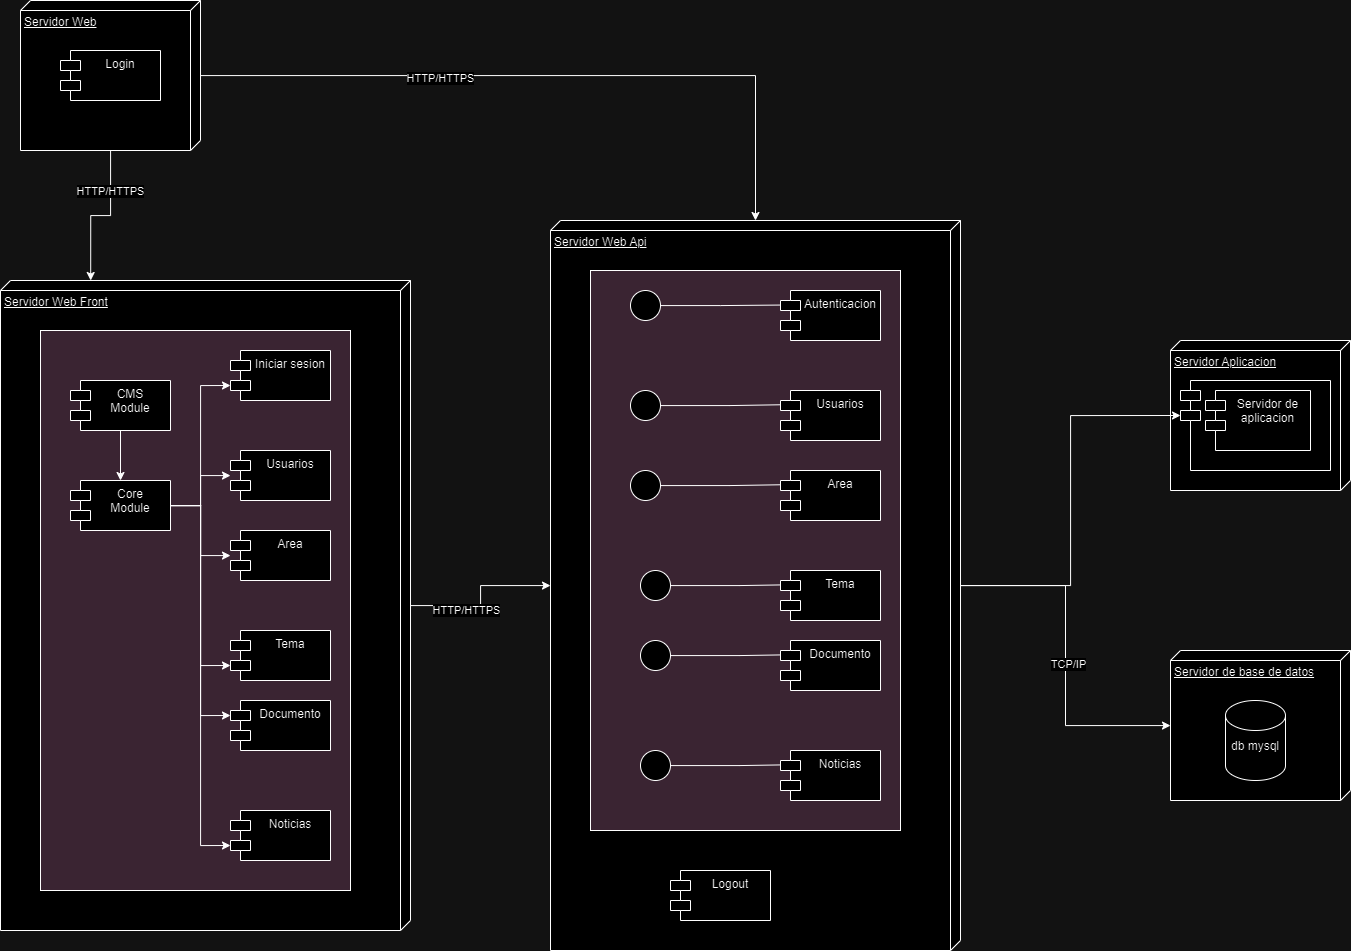 Servidor Web
Login
HTTP/HTTPS
HTTP/HTTPS
Servidor Web Front
CMS
Module
Core
Module
Iniciar sesion
Usuarios
Area
Tema
Documento
Noticias
HTTP/HTTPS
Servidor Web Api
Autenticacion
Usuarios
Area
Tema
Documento
Noticias
Logout
Servidor Aplicacion
Servidor de
aplicacion
TCP/IP
Servidor de base de datos
db mysql